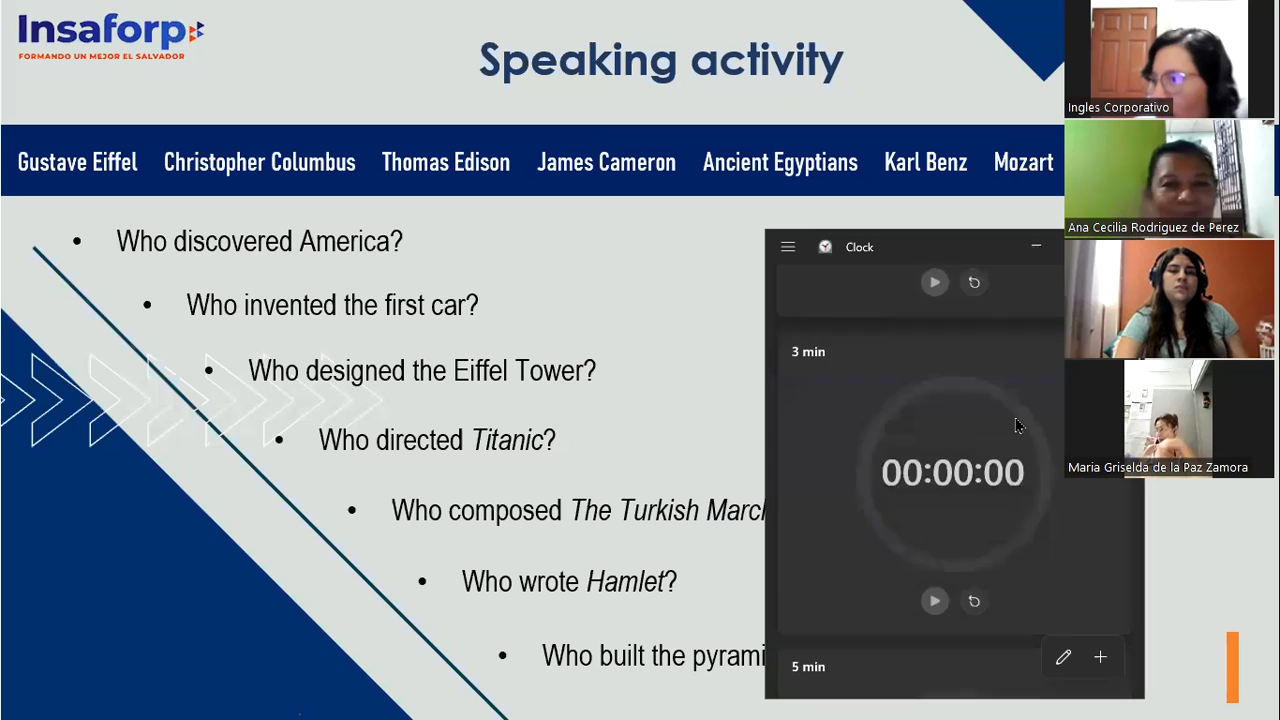 Insaforp
FORMANDO UN MEJOR EL SALVADOR
Speaking activity
Gustave Eiffel Christopher Columbus Thomas Edison James Cameron Ancient Egyptians Karl Benz Mozart
• Who discovered America?
• Who invented the first car?
• Who designed the Eiffel Tower?
• Who directed Titanic?
• Who composed The Turkish
• Who wrote Hamlet?
• Who built the
Clock
3 min
00:00:00
5 min
Ingles Corporativo
Ana Cecilia Rodriguez de Perez
Maria Griselda de la Paz Zamora